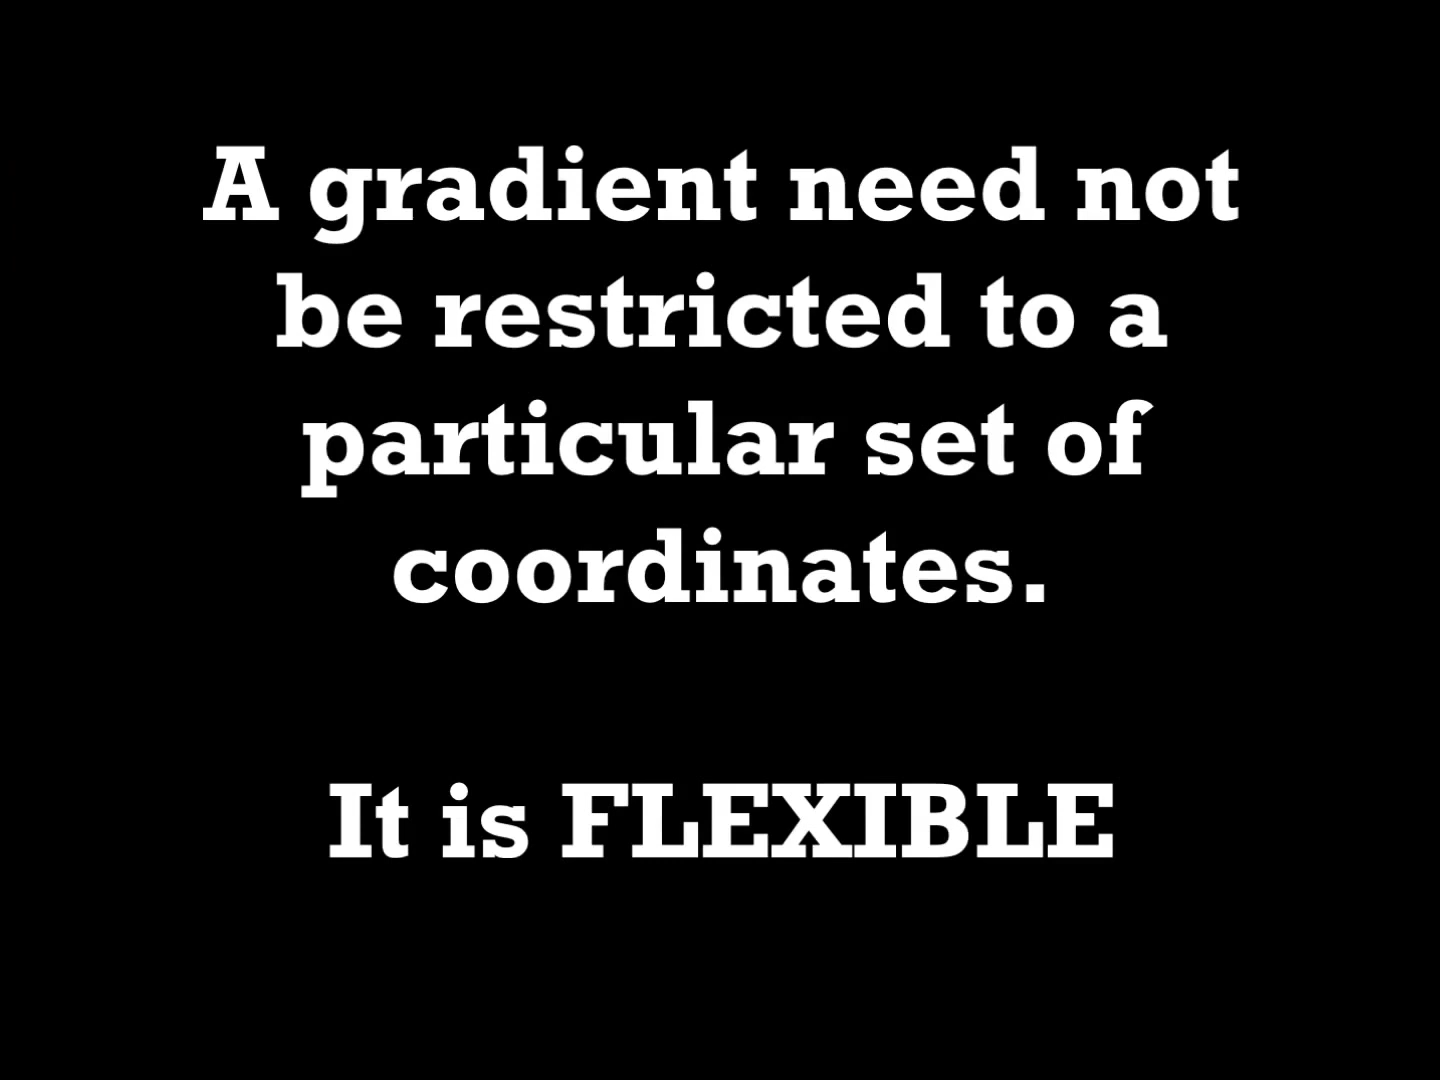 A gradient need not
be restricted to a
particular set of
coordinates.
It is FLEXIBLE